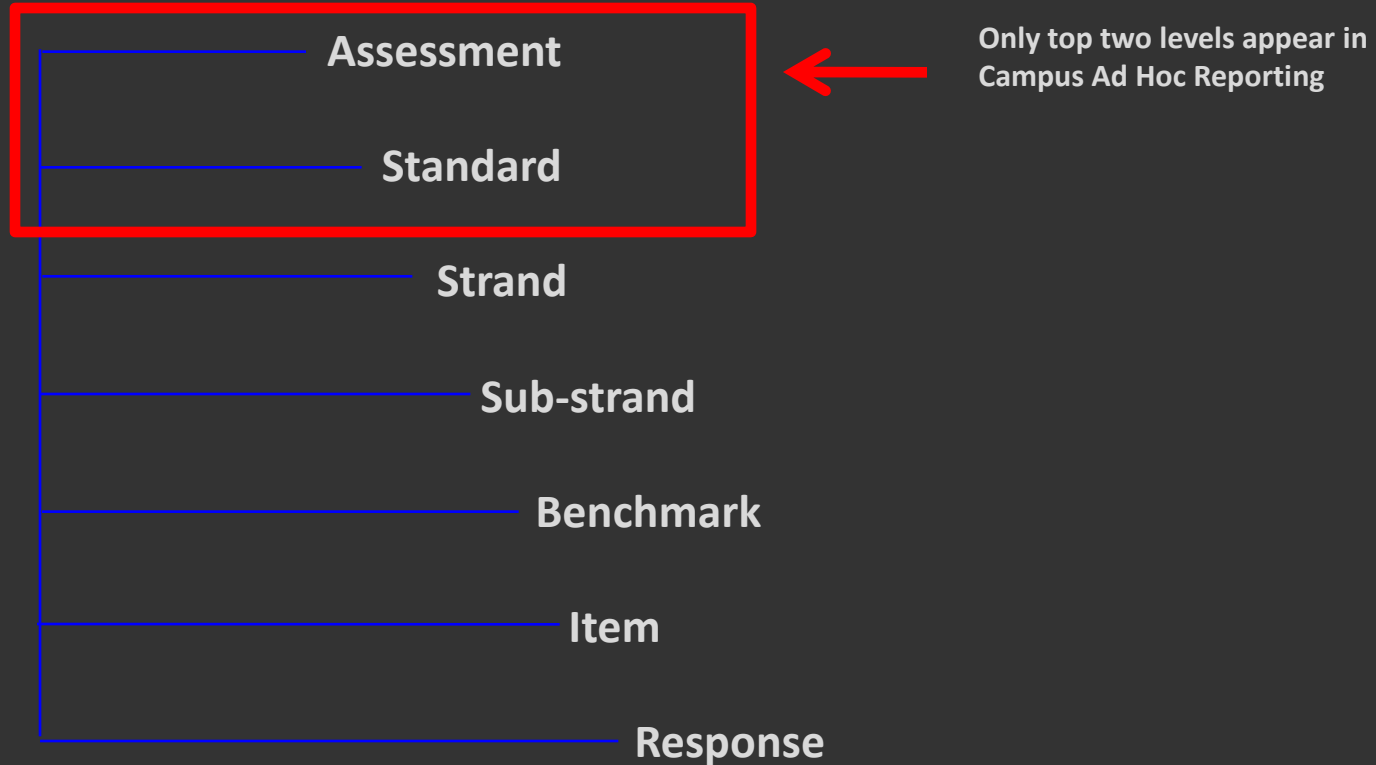 Assessment
Only top two levels appear in
Campus Ad Hoc Reporting
Standard
Strand
Sub-strand
Benchmark
Item
Response